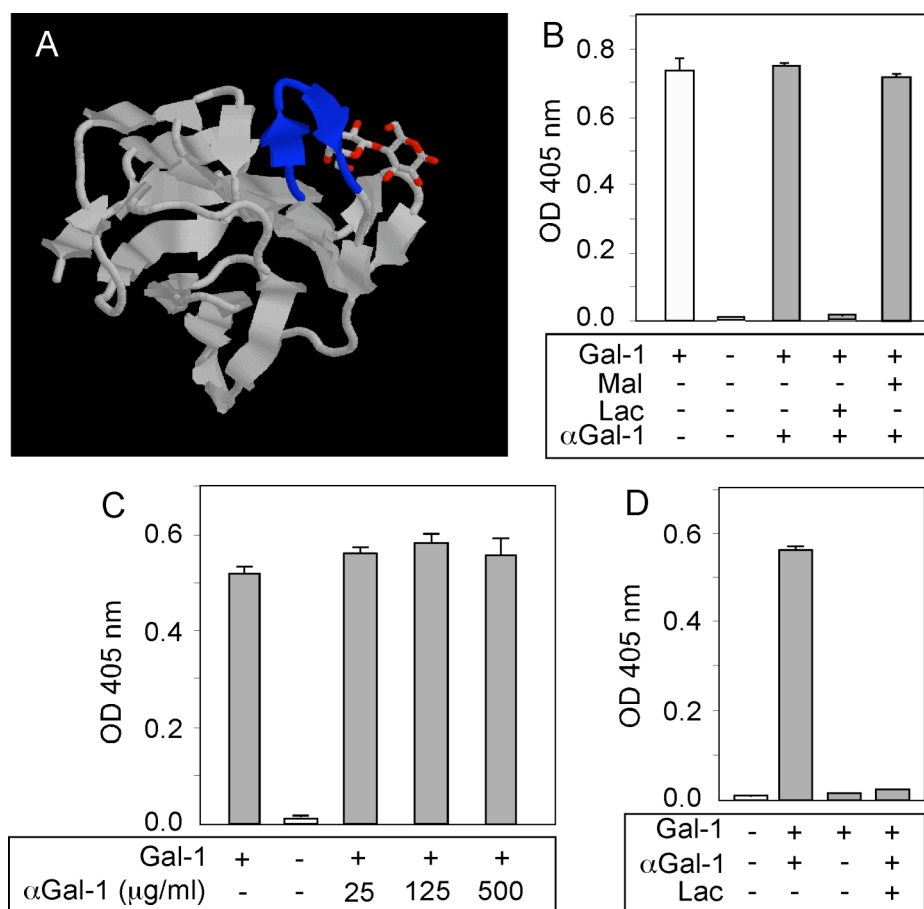 A
B
OD 405 nm
0.8
0.6
0.4
0.2
0.0
Gal-1 + - + + +
Mal - - - - +
Lac - - - + -
αGal-1 - - + + +
C
OD 405 nm
0.6
0.4
0.2
0.0
Gal-1 + - + + +
αGal-1 (μg/ml) - - 25 125 500
D
OD 405 nm
0.6
0.4
0.2
0.0
Gal-1 - + + +
αGal-1 - + - +
Lac - - - +